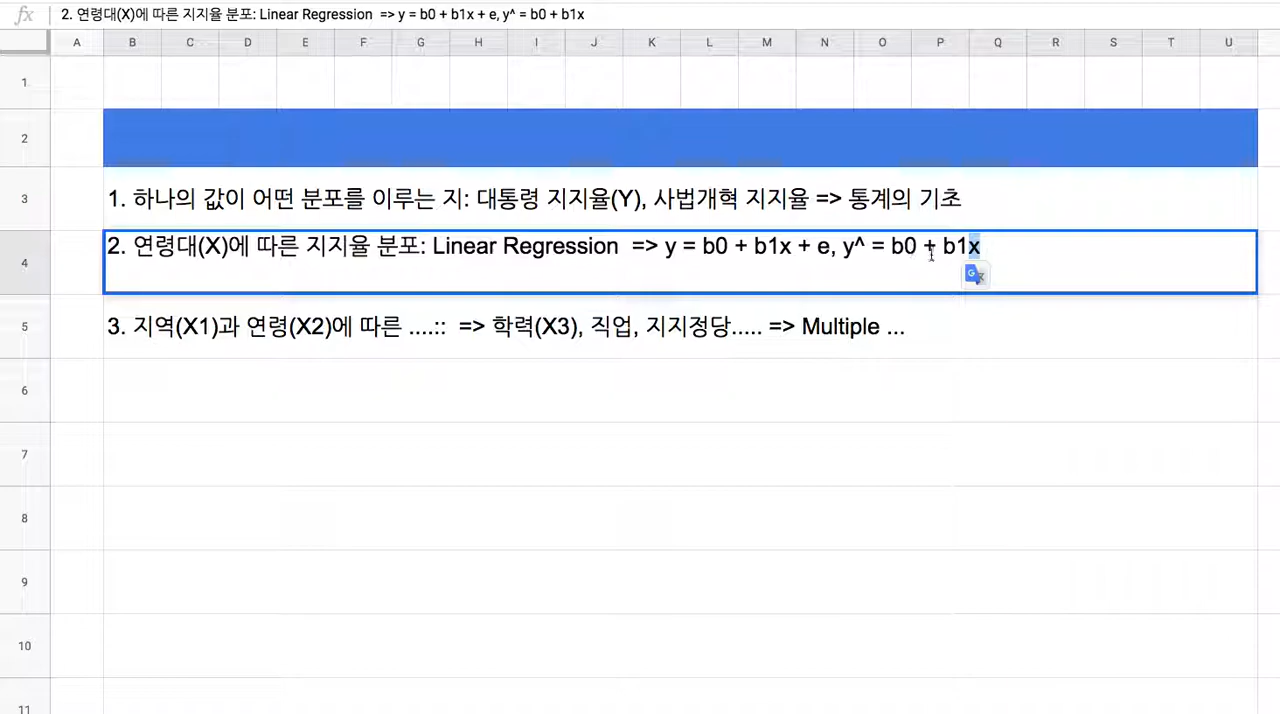 fx 2. 연령대(X)에 따른 지지율 분포: Linear Regression => y = b0 + b1x + e, y^ = b0 + b1x
A B C D E F G H I J K L M N O P Q R S T U
1
2
3 1. 하나의 값이 어떤 분포를 이루는 지: 대통령 지지율(Y), 사법개혁 지지율 => 통계의 기초
4 2. 연령대(X)에 따른 지지율 분포: Linear Regression => y = b0 + b1x + e, y^ = b0 + b1x
5 3. 지역(X1)과 연령(X2)에 따른 ....:: => 학력(X3), 직업, 지지정당..... => Multiple ...
6
7
8
9
10
11